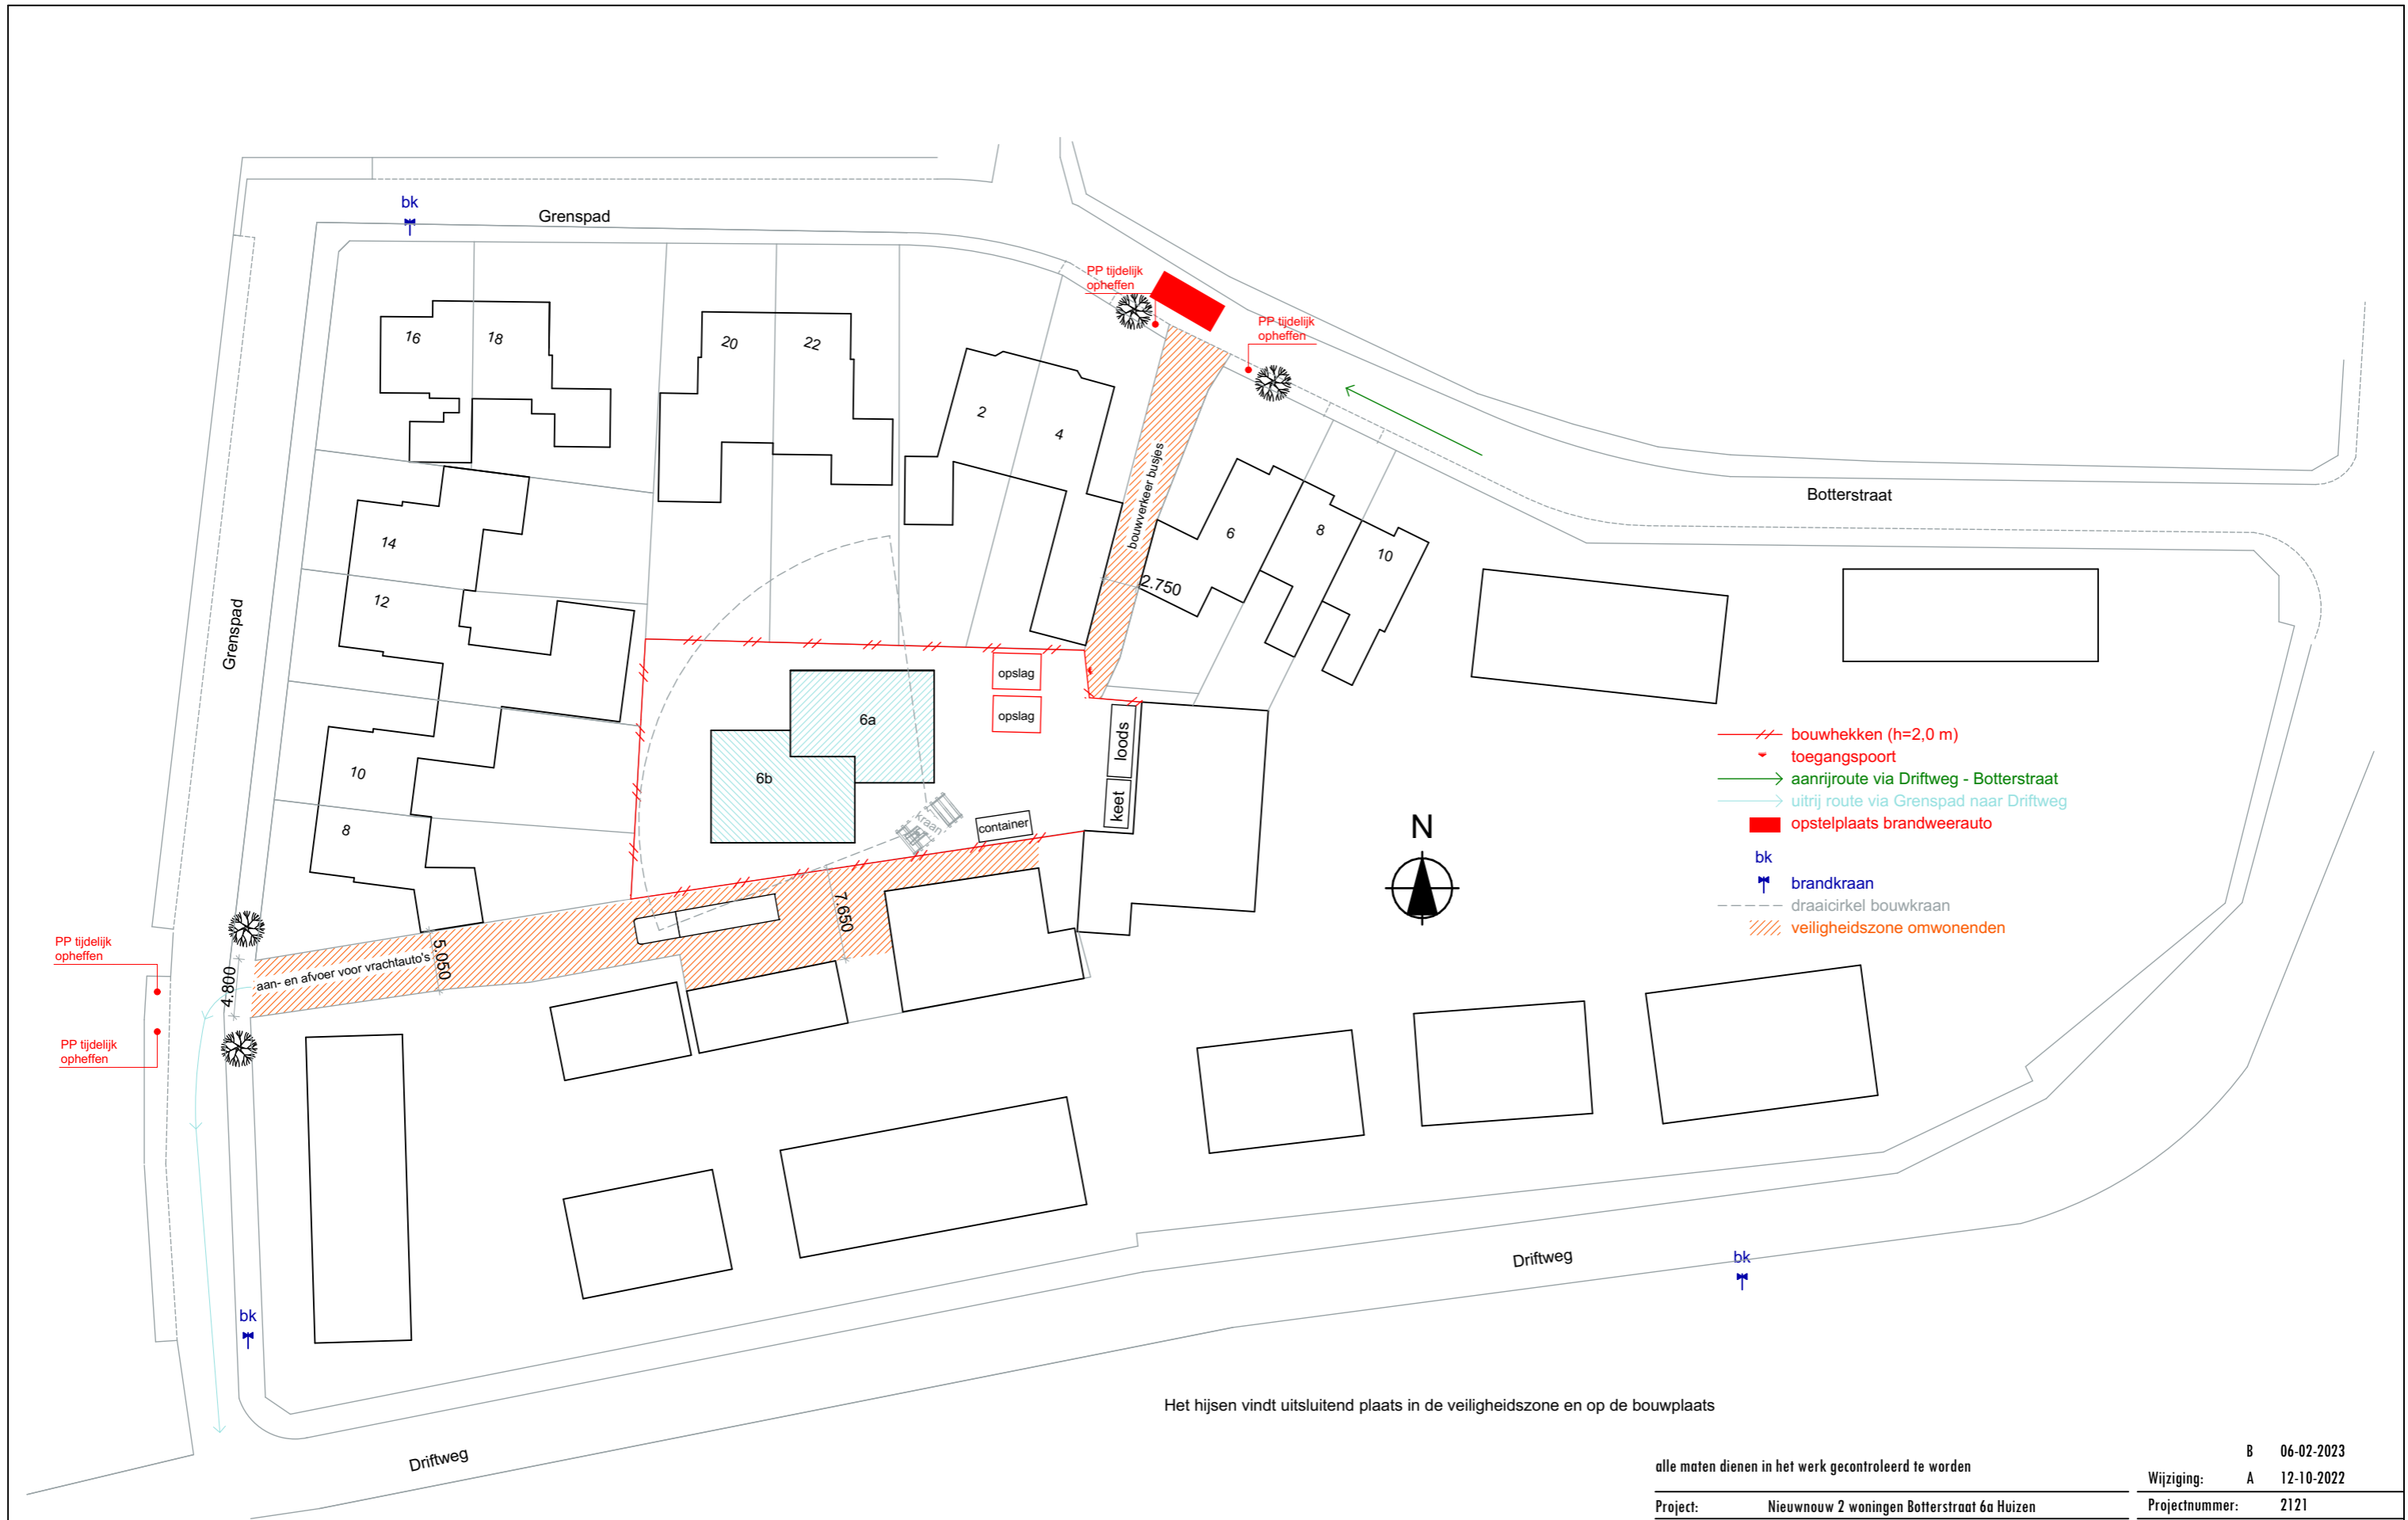 bk
Grenspad
PP tijdelijk
opheffen
PP tijdelijk
opheffen
16
18
20
22
2
4
bouwverkeer busjes
Botterstraat
14
6
8
10
2.750
12
Grenspad
opslag
6a
opslag
loods
bouwhekken (h=2,0 m)
toegangspoort
10
6b
aanrijroute via Driftweg - Botterstraat
keet
uitrij route via Grenspad naar Driftweg
8
kraan
container
N
opstelplaats brandweerauto
bk
brandkraan
draaicirkel bouwkraan
7.650
veiligheidszone omwonenden
PP tijdelijk
opheffen
5.050
aan- en afvoer voor vrachtauto's
4.800
PP tijdelijk
opheffen
Driftweg
bk
bk
Het hijsen vindt uitsluitend plaats in de veiligheidszone en op de bouwplaats
Driftweg
B 06-02-2023
alle maten dienen in het werk gecontroleerd te worden
Wijziging: A 12-10-2022
Project: Nieuwnouw 2 woningen Botterstraat 6a Huizen
Projectnummer: 2121